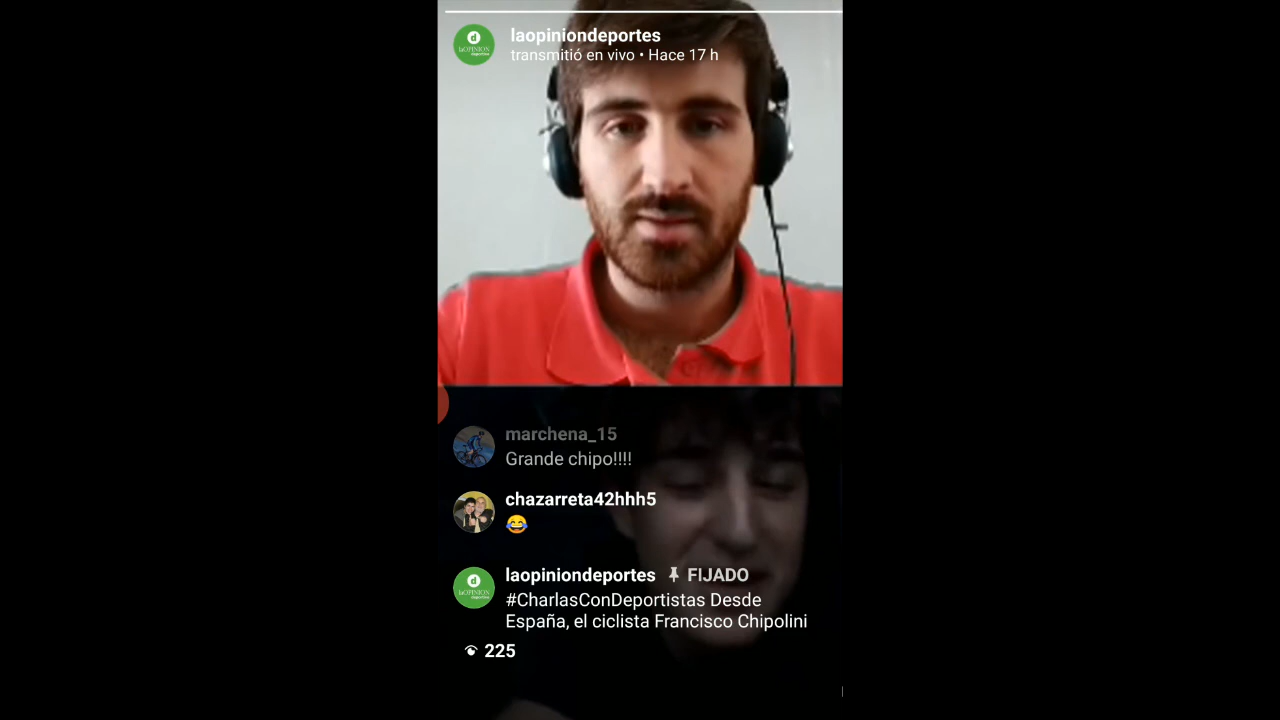 laopiniondeportes
transmitió en vivo • Hace 17 h
marchena_15
Grande chipo!!!!
chazarreta42hhh5
😂
laopiniondeportes FIJADO
#CharlasConDeportistas Desde
España, el ciclista Francisco Chipolini
225